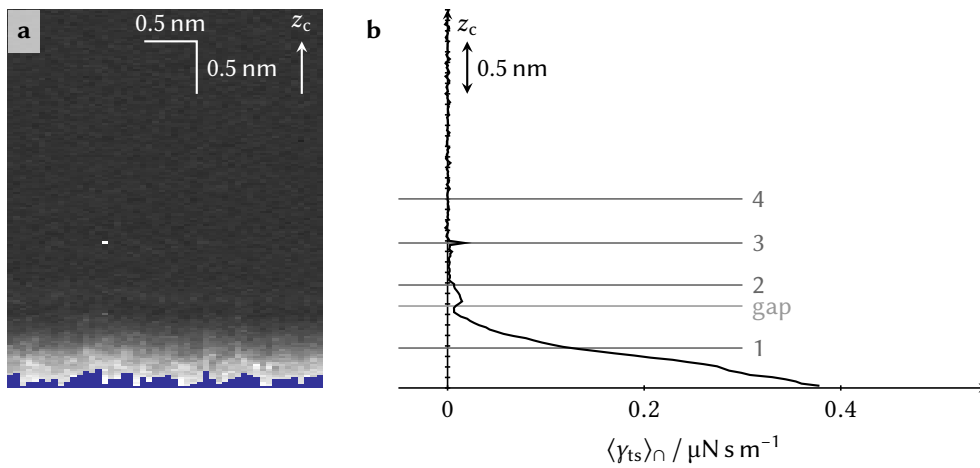 a
0.5 nm
0.5 nm
z_c
b
z_c
0.5 nm
4
3
2
gap
1
0
0.2
0.4
⟨γ_ts⟩_∩ / µN s m⁻¹